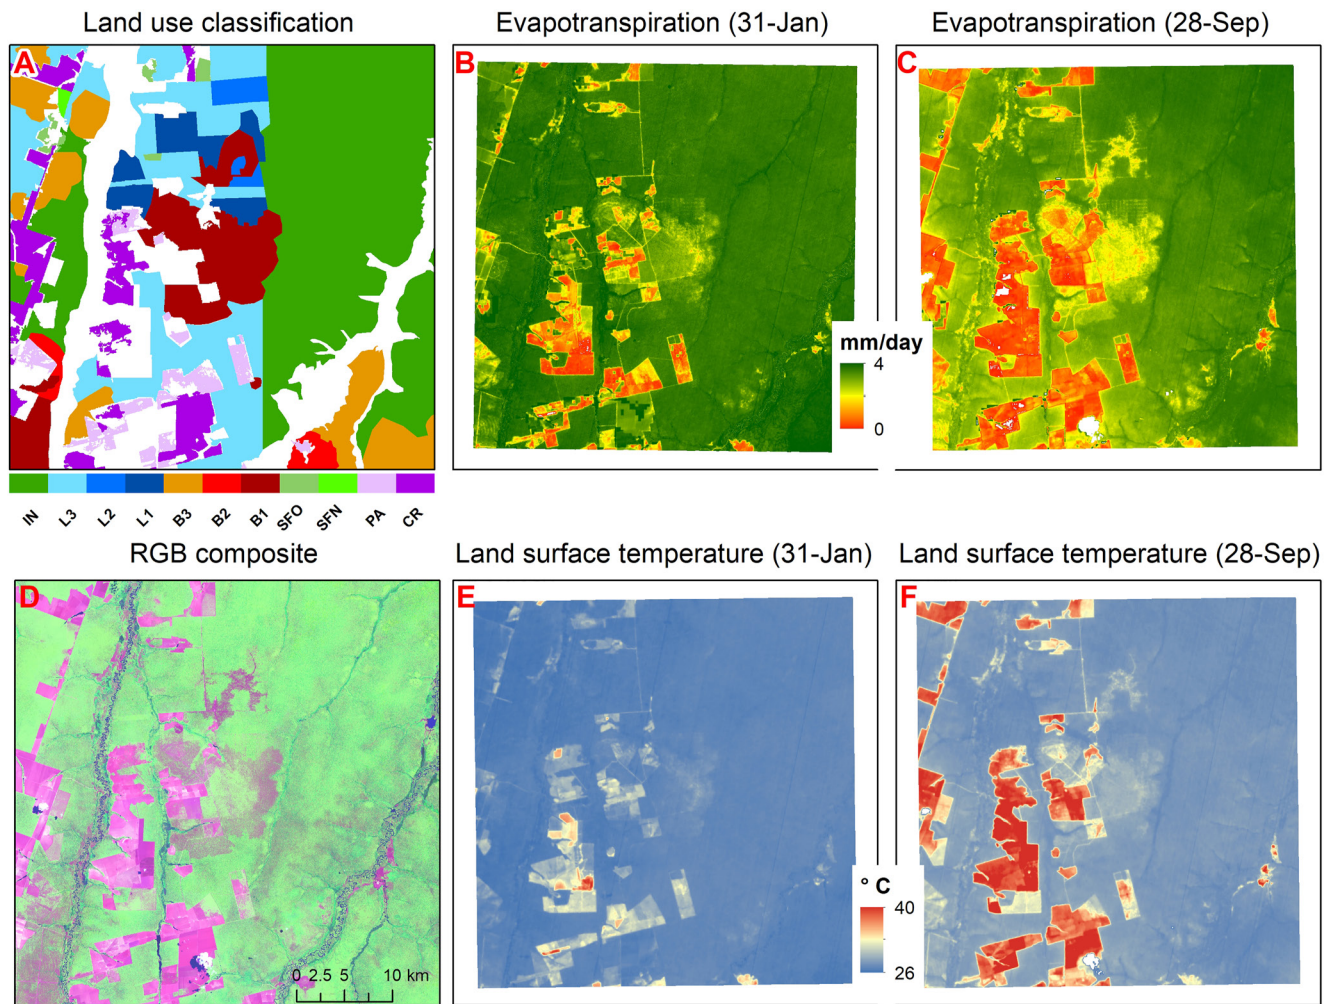 Land use classification
Evapotranspiration (31-Jan)
Evapotranspiration (28-Sep)
A
B
C
mm/day
4
0
IN L3 L2 L1 B3 B2 B1 SFO SFN PA CR
RGB composite
Land surface temperature (31-Jan)
Land surface temperature (28-Sep)
D
E
F
° C
40
26
0 2.5 5 10 km